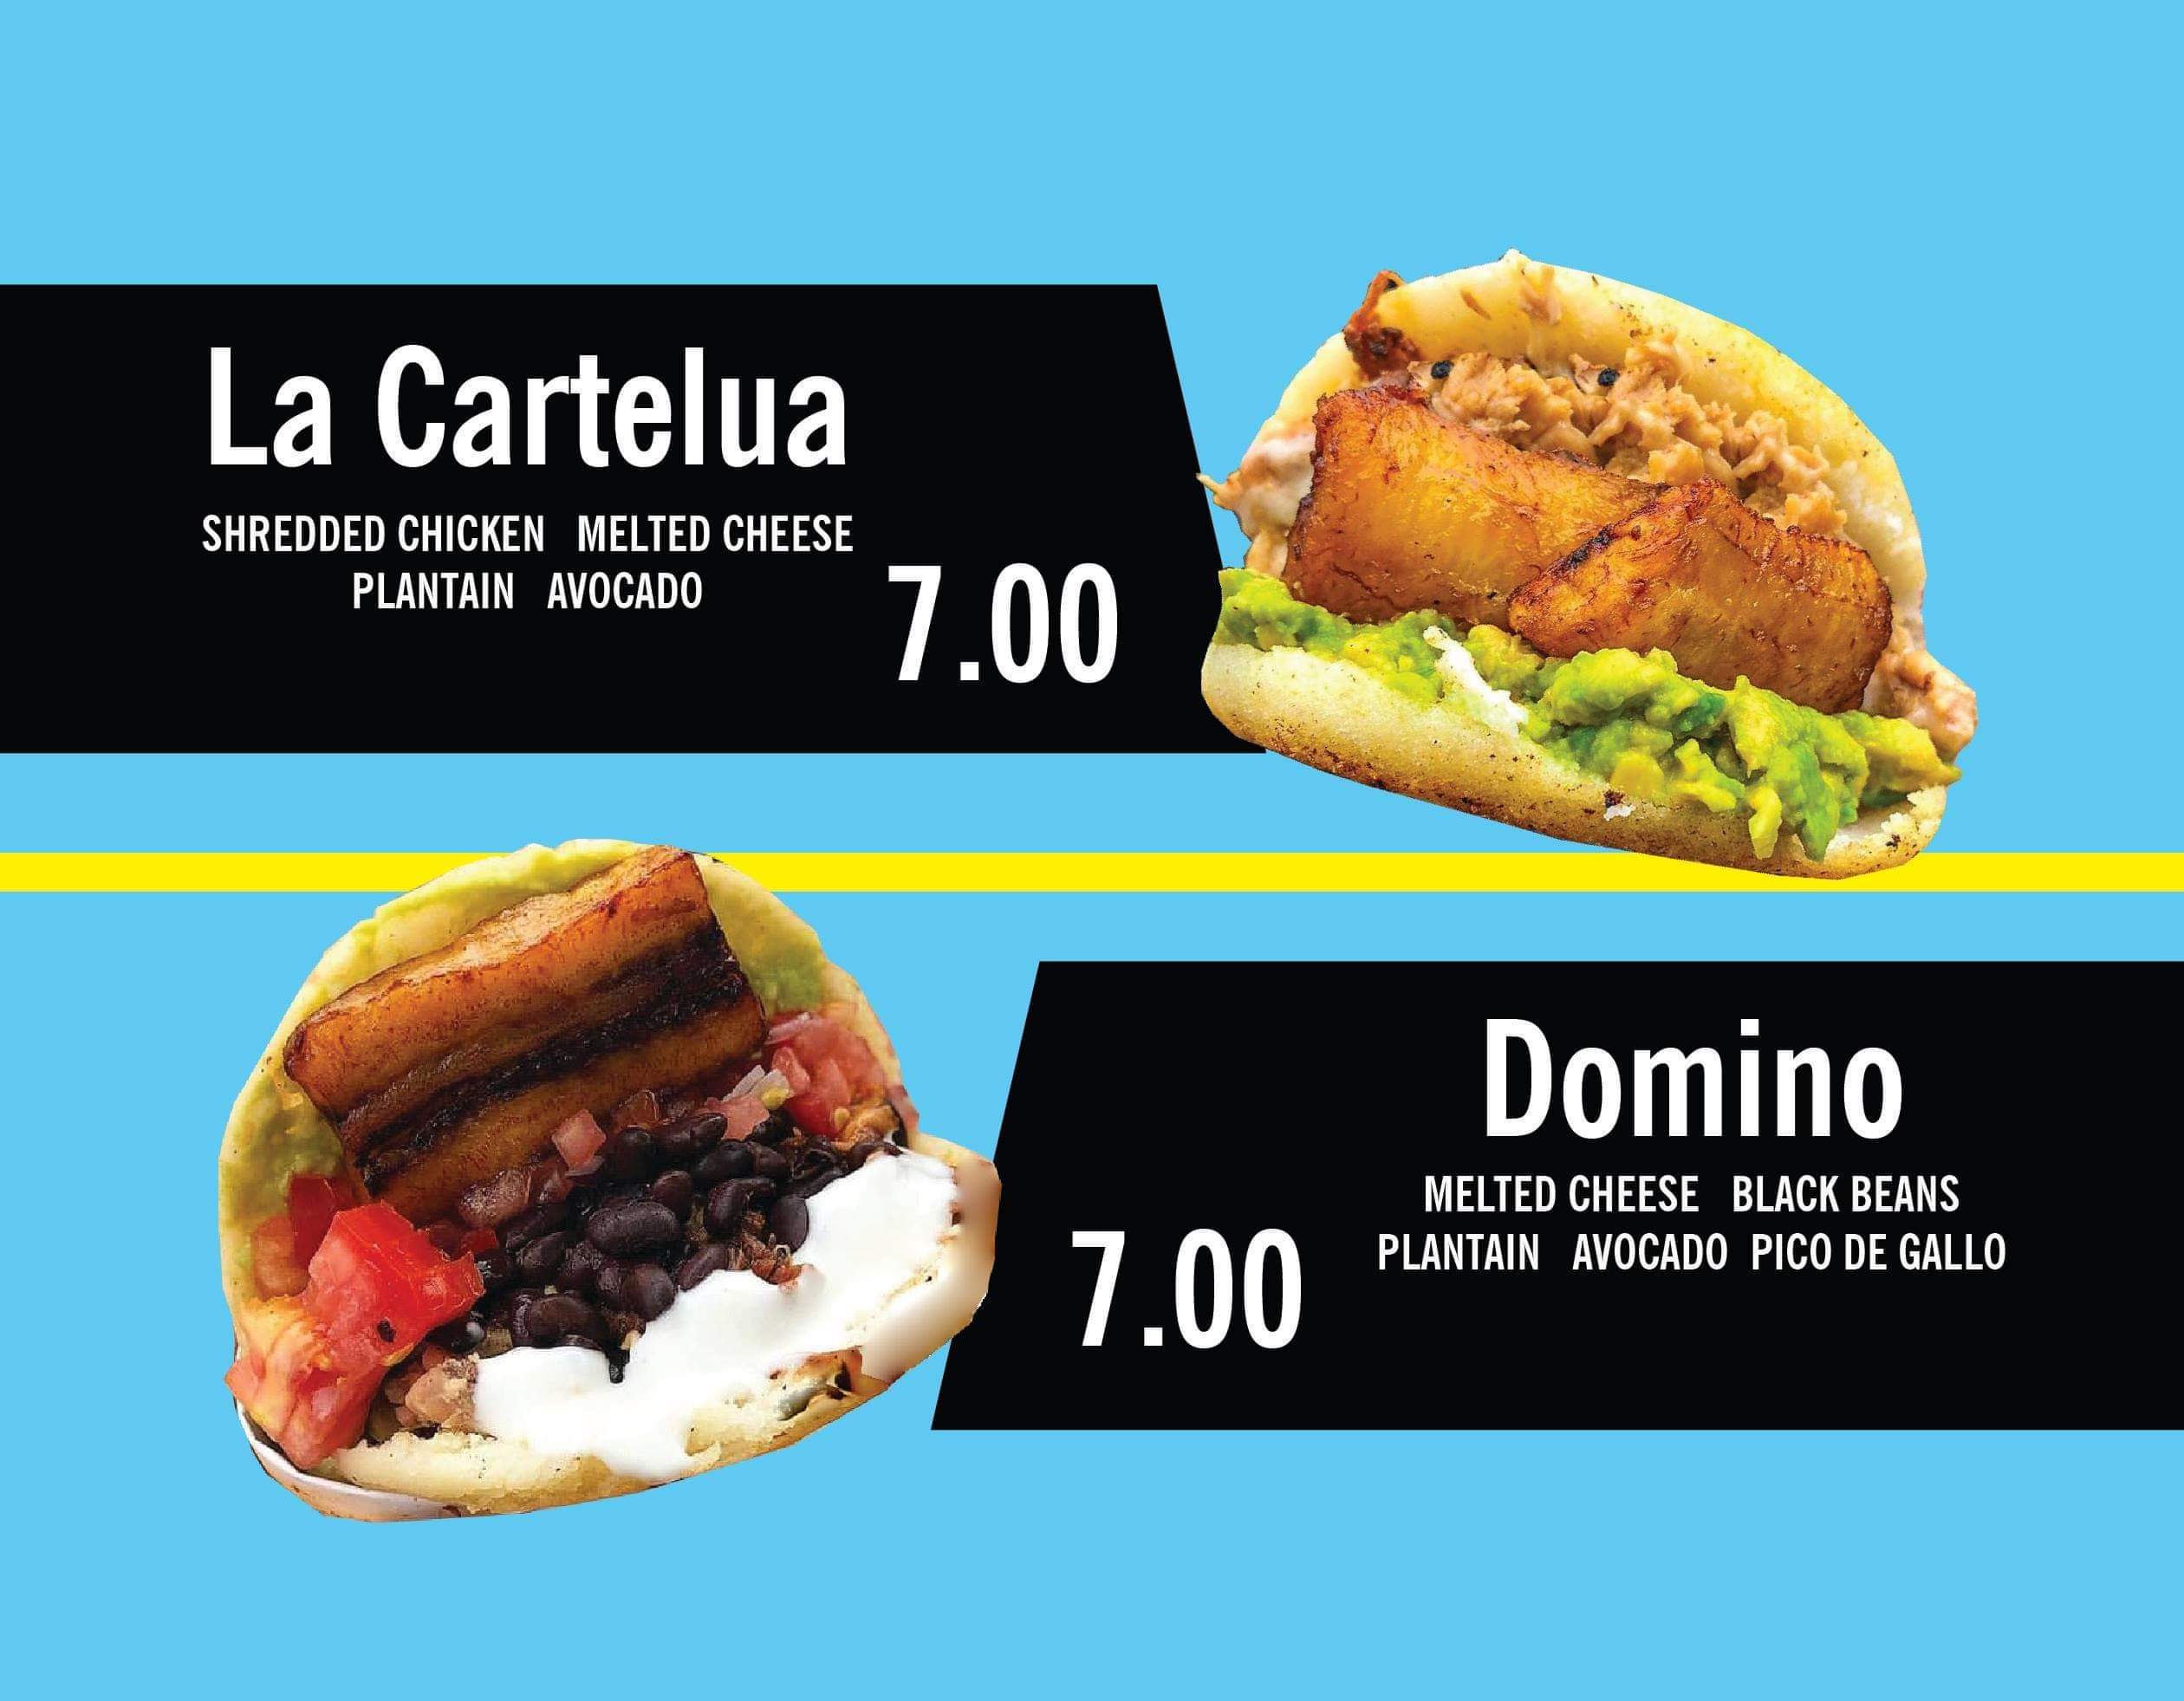 La Cartelua
SHREDDED CHICKEN MELTED CHEESE
PLANTAIN AVOCADO
7.00
Domino
MELTED CHEESE BLACK BEANS
PLANTAIN AVOCADO PICO DE GALLO
7.00